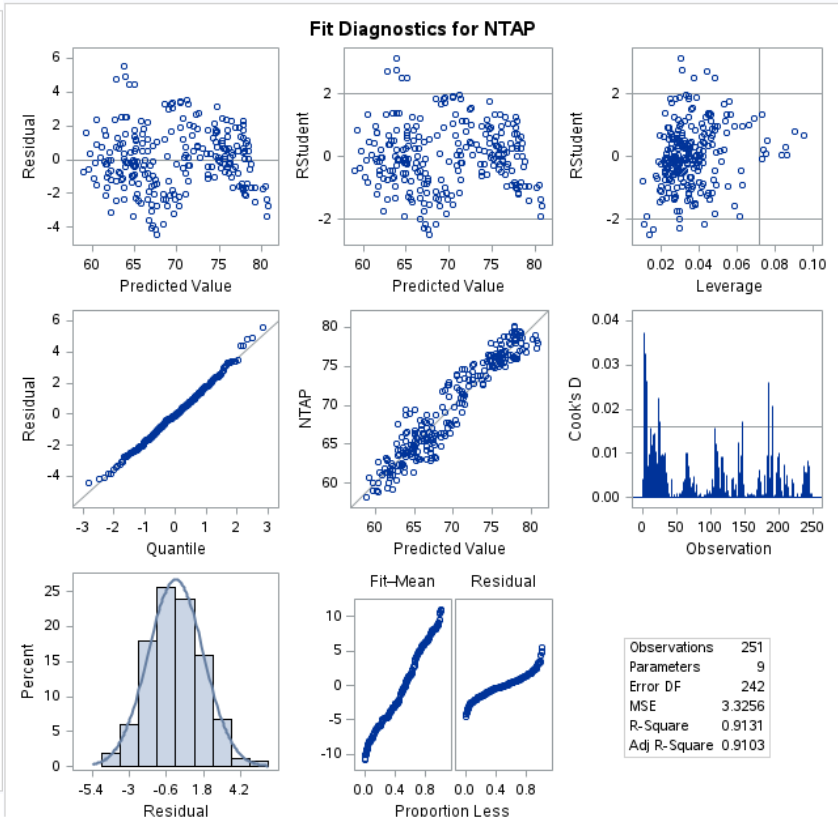 Fit Diagnostics for NTAP
6
4
2
0
-2
-4
Residual
60 65 70 75 80
Predicted Value
2
0
-2
RStudent
60 65 70 75 80
Predicted Value
2
0
-2
RStudent
0.02 0.04 0.06 0.08 0.10
Leverage
6
4
2
0
-2
-4
Residual
-3 -2 -1 0 1 2 3
Quantile
80
75
70
65
60
NTAP
60 65 70 75 80
Predicted Value
0.04
0.03
0.02
0.01
0.00
Cook's D
0 50 100 150 200 250
Observation
25
20
15
10
5
0
Percent
-5.4 -3 -0.6 1.8 4.2
Residual
Fit–Mean Residual
10
5
0
-5
-10
0.0 0.4 0.8 0.0 0.4 0.8
Proportion Less
Observations 251
Parameters 9
Error DF 242
MSE 3.3256
R-Square 0.9131
Adj R-Square 0.9103